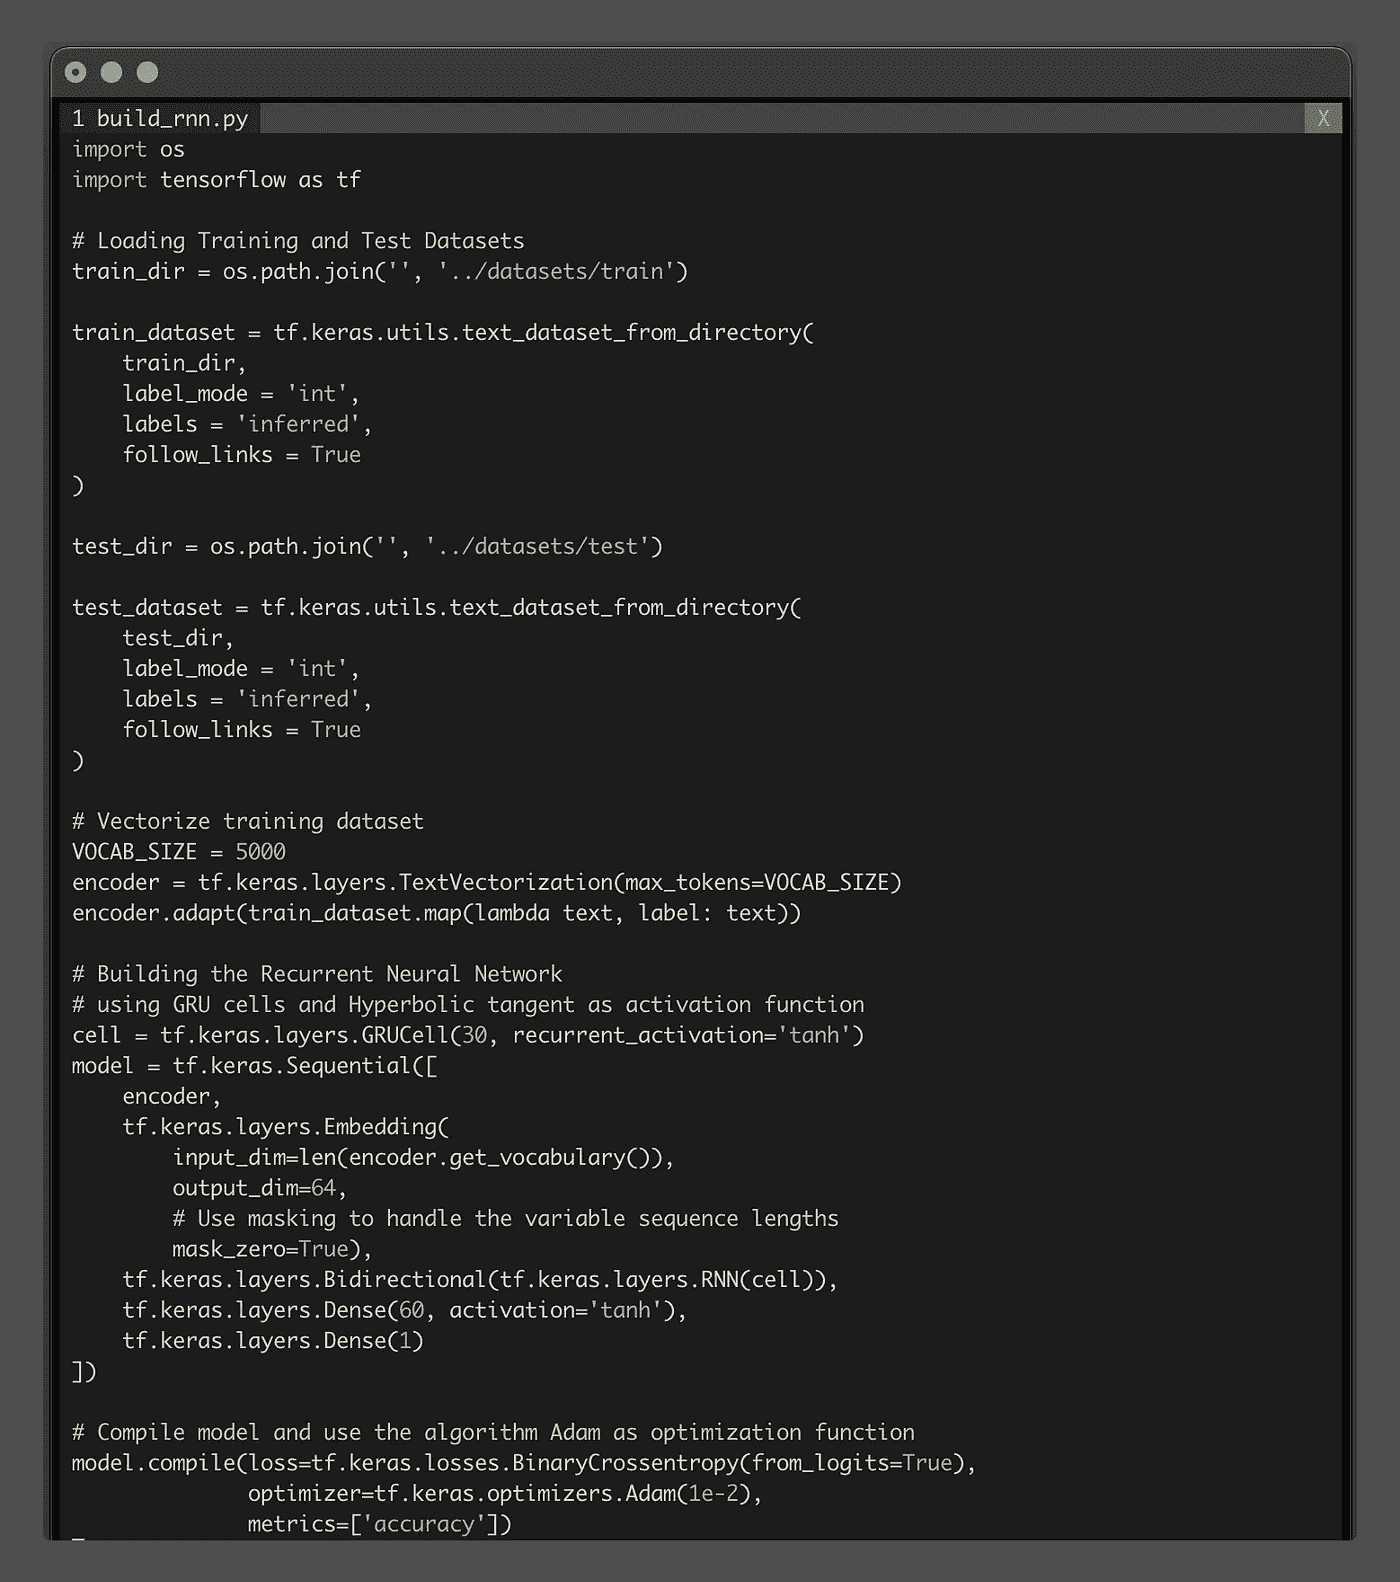 1 build_rnn.py
X
import os
import tensorflow as tf

# Loading Training and Test Datasets
train_dir = os.path.join('', '../datasets/train')

train_dataset = tf.keras.utils.text_dataset_from_directory(
    train_dir,
    label_mode = 'int',
    labels = 'inferred',
    follow_links = True
)

test_dir = os.path.join('', '../datasets/test')

test_dataset = tf.keras.utils.text_dataset_from_directory(
    test_dir,
    label_mode = 'int',
    labels = 'inferred',
    follow_links = True
)

# Vectorize training dataset
VOCAB_SIZE = 5000
encoder = tf.keras.layers.TextVectorization(max_tokens=VOCAB_SIZE)
encoder.adapt(train_dataset.map(lambda text, label: text))

# Building the Recurrent Neural Network
# using GRU cells and Hyperbolic tangent as activation function
cell = tf.keras.layers.GRUCell(30, recurrent_activation='tanh')
model = tf.keras.Sequential([
    encoder,
    tf.keras.layers.Embedding(
        input_dim=len(encoder.get_vocabulary()),
        output_dim=64,
        # Use masking to handle the variable sequence lengths
        mask_zero=True),
    tf.keras.layers.Bidirectional(tf.keras.layers.RNN(cell)),
    tf.keras.layers.Dense(60, activation='tanh'),
    tf.keras.layers.Dense(1)
])

# Compile model and use the algorithm Adam as optimization function
model.compile(loss=tf.keras.losses.BinaryCrossentropy(from_logits=True),
              optimizer=tf.keras.optimizers.Adam(1e-2),
              metrics=['accuracy'])